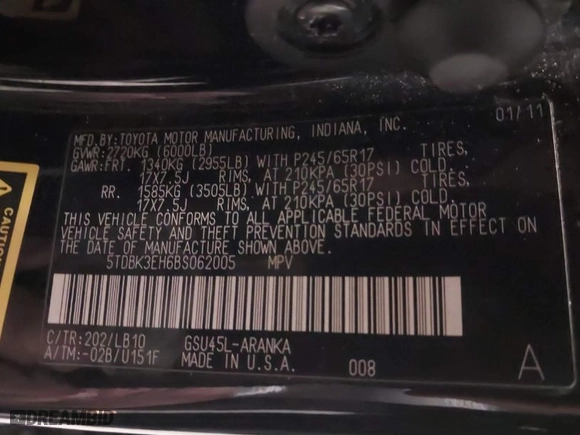 MFD.BY:TOYOTA MOTOR MANUFACTURING, INDIANA, INC. 01/11
GVWR:2720KG (6000LB)
GAWR:FRT. 1340KG (2955LB) WITH P245/65R17 TIRES,
17X7.5J RIMS, AT 210KPA (30PSI) COLD.
RR. 1585KG (3505LB) WITH P245/65R17 TIRES,
17X7.5J RIMS, AT 210KPA (30PSI) COLD.
THIS VEHICLE CONFORMS TO ALL APPLICABLE FEDERAL MOTOR
VEHICLE SAFETY AND THEFT PREVENTION STANDARDS IN EFFECT ON
THE DATE OF MANUFACTURE SHOWN ABOVE.
5TDBK3EH6BS062005 MPV
C/TR:202/LB10 GSU45L-ARANKA
A/TM:-02B/U151F MADE IN U.S.A. 008 A
CAUTION
DREAMBID